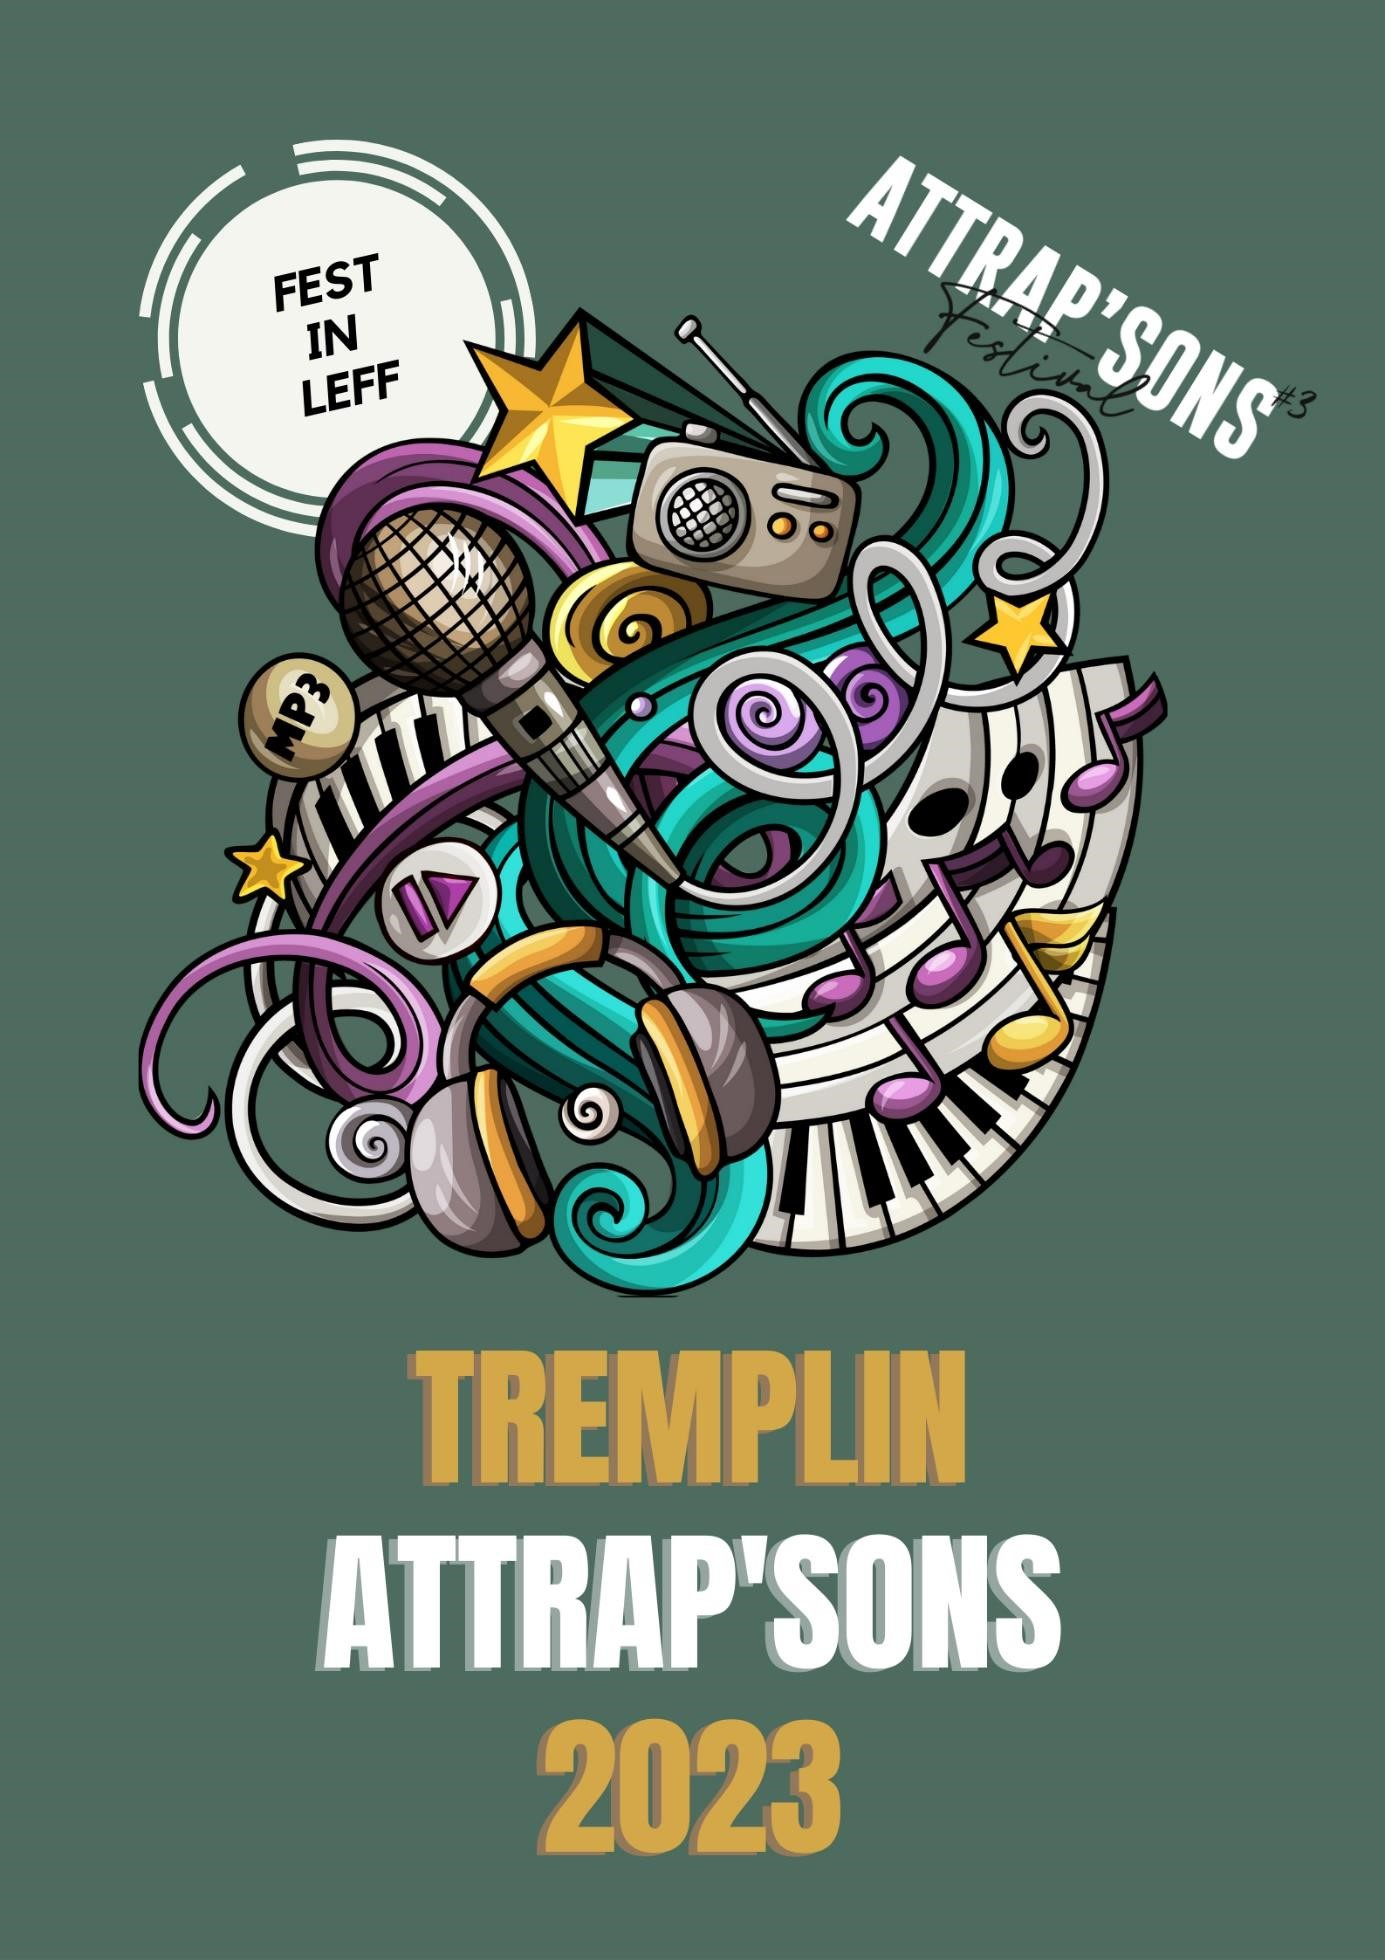 FEST
IN
LEFF
ATTRAP'SONS
Festival #3
MP3
TREMPLIN
ATTRAP'SONS
2023